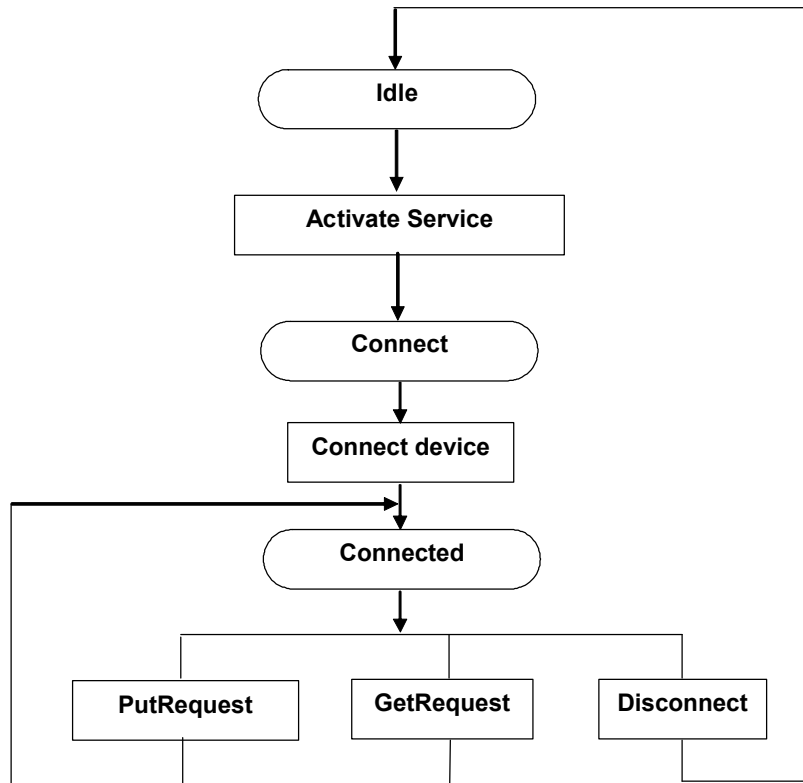 Idle
Activate Service
Connect
Connect device
Connected
PutRequest
GetRequest
Disconnect